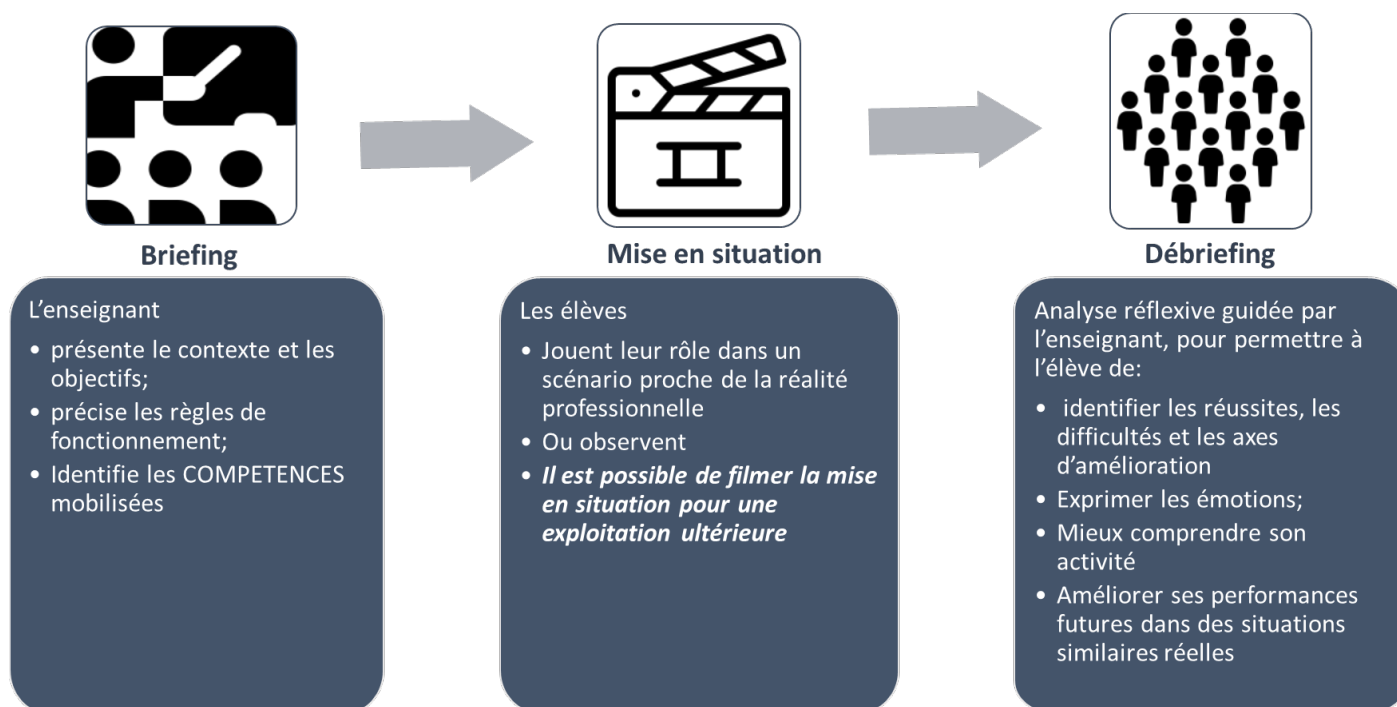 Briefing
L'enseignant
• présente le contexte et les
objectifs;
• précise les règles de
fonctionnement;
• Identifie les COMPETENCES
mobilisées
Mise en situation
Les élèves
• Jouent leur rôle dans un
scénario proche de la réalité
professionnelle
• Ou observent
• Il est possible de filmer la mise
en situation pour une
exploitation ultérieure
Débriefing
Analyse réflexive guidée par
l'enseignant, pour permettre à
l'élève de:
• identifier les réussites, les
difficultés et les axes
d'amélioration
• Exprimer les émotions;
• Mieux comprendre son
activité
• Améliorer ses performances
futures dans des situations
similaires réelles